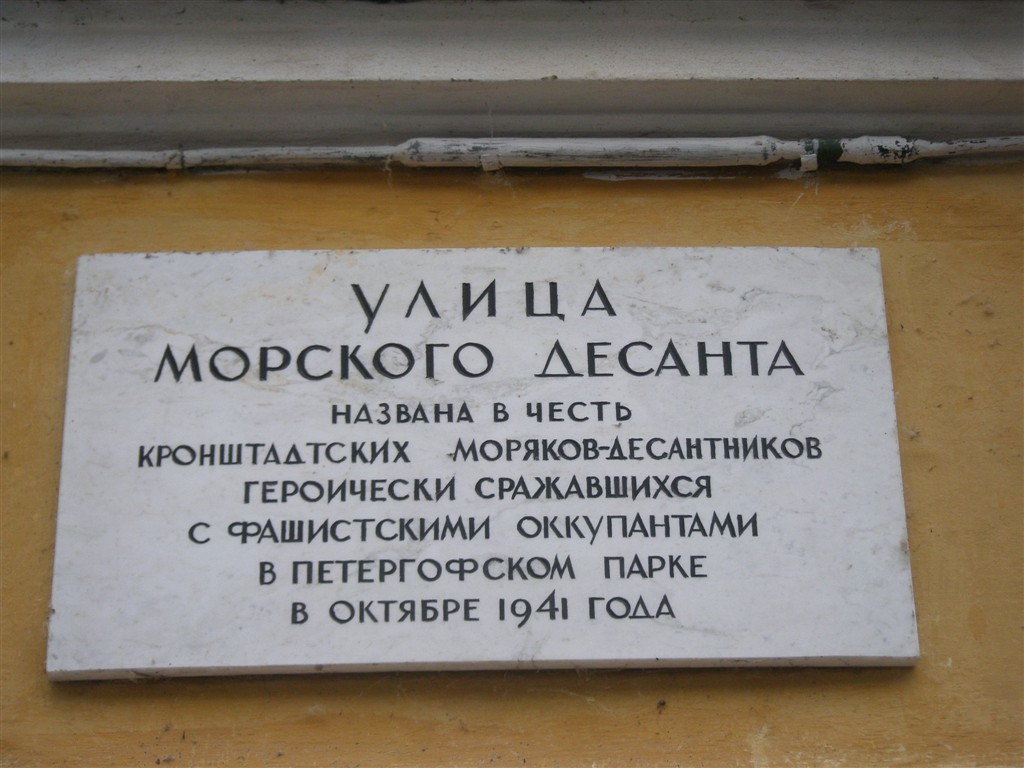 УЛИЦА
МОРСКОГО ДЕСАНТА
НАЗВАНА В ЧЕСТЬ
КРОНШТАДТСКИХ МОРЯКОВ-ДЕСАНТНИКОВ
ГЕРОИЧЕСКИ СРАЖАВШИХСЯ
С ФАШИСТСКИМИ ОККУПАНТАМИ
В ПЕТЕРГОФСКОМ ПАРКЕ
В ОКТЯБРЕ 1941 ГОДА